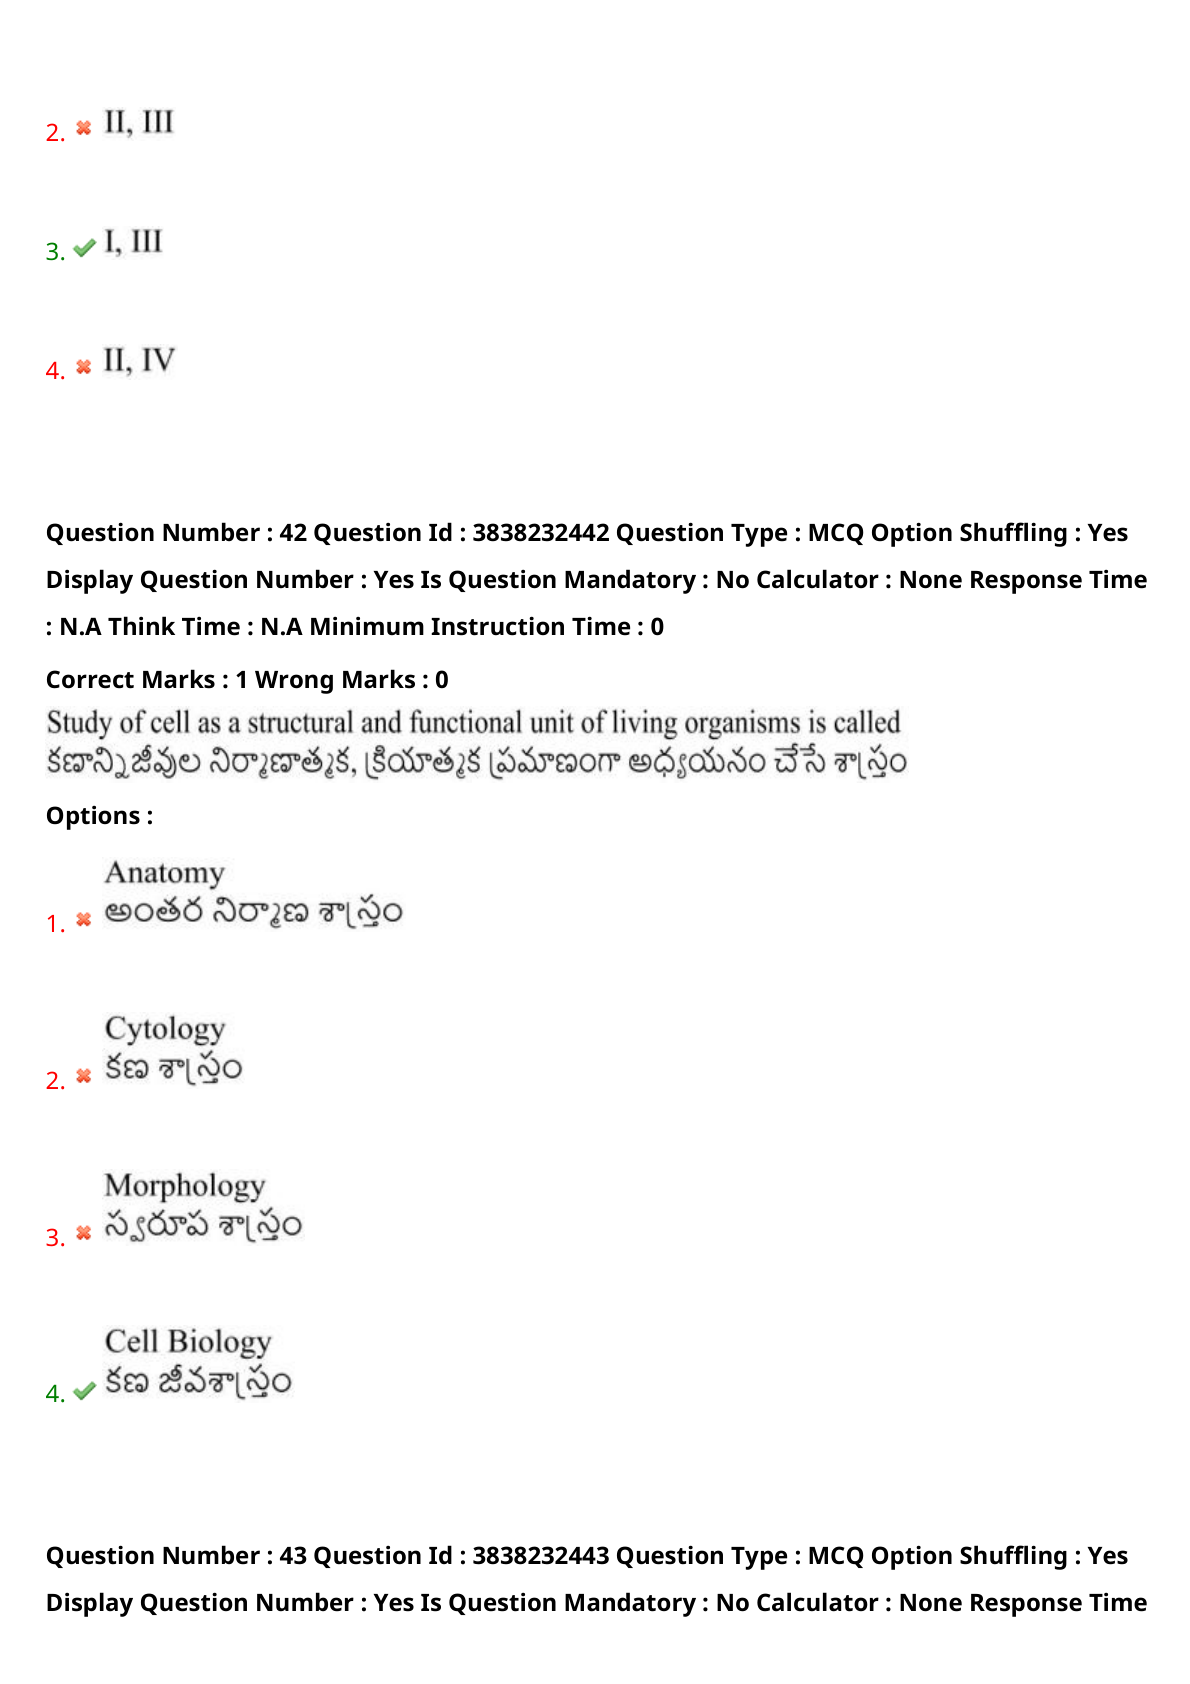 2. II, III
3. I, III
4. II, IV
Question Number : 42 Question Id : 3838232442 Question Type : MCQ Option Shuffling : Yes
Display Question Number : Yes Is Question Mandatory : No Calculator : None Response Time
: N.A Think Time : N.A Minimum Instruction Time : 0
Correct Marks : 1 Wrong Marks : 0
Study of cell as a structural and functional unit of living organisms is called
కణాన్నిజీవుల నిర్మాణాత్మక, క్రియాత్మక ప్రమాణంగా అధ్యయనం చేసే శాస్త్రం
Options :
Anatomy
1. అంతర నిర్మాణ శాస్త్రం
Cytology
2. కణ శాస్త్రం
Morphology
3. స్వరూప శాస్త్రం
Cell Biology
4. కణ జీవశాస్త్రం
Question Number : 43 Question Id : 3838232443 Question Type : MCQ Option Shuffling : Yes
Display Question Number : Yes Is Question Mandatory : No Calculator : None Response Time